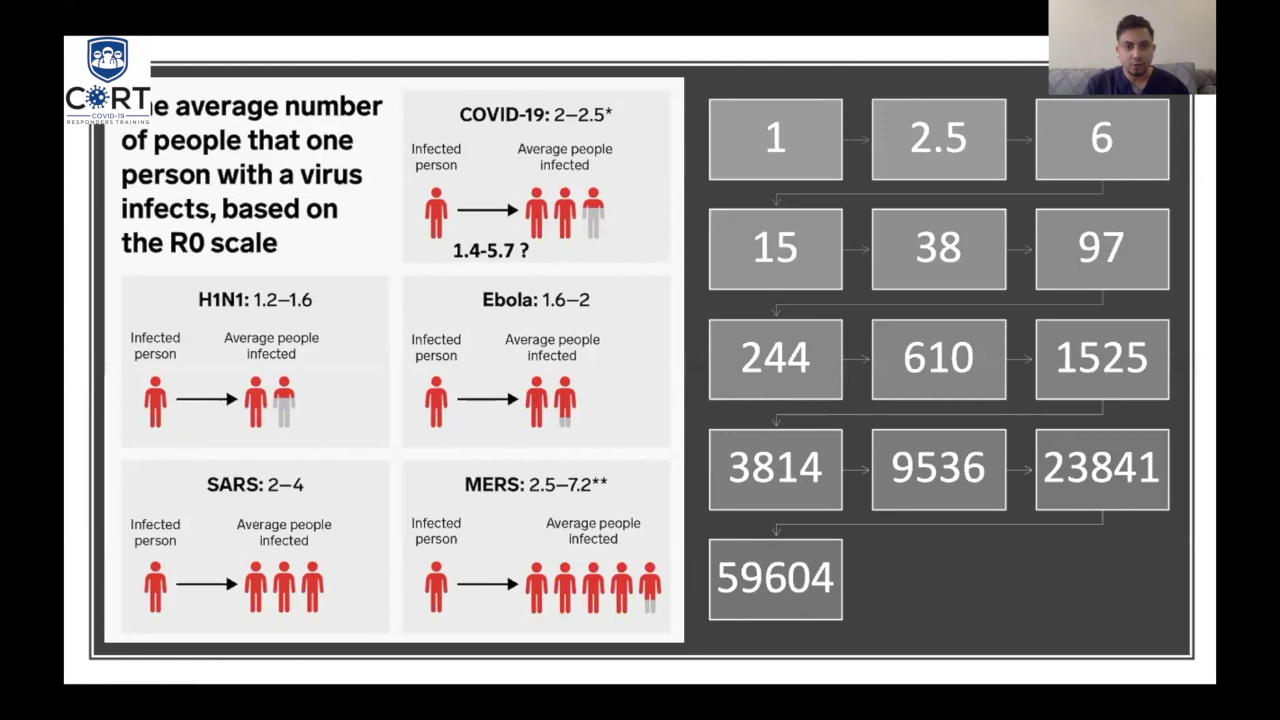 CORT
COVID-19
RESPONDERS TRAINING
e average number
of people that one
person with a virus
infects, based on
the R0 scale
COVID-19: 2–2.5*
Infected
person
Average people
infected
1.4-5.7 ?
H1N1: 1.2–1.6
Infected
person
Average people
infected
Ebola: 1.6–2
Infected
person
Average people
infected
SARS: 2–4
Infected
person
Average people
infected
MERS: 2.5–7.2**
Infected
person
Average people
infected
1
2.5
6
15
38
97
244
610
1525
3814
9536
23841
59604